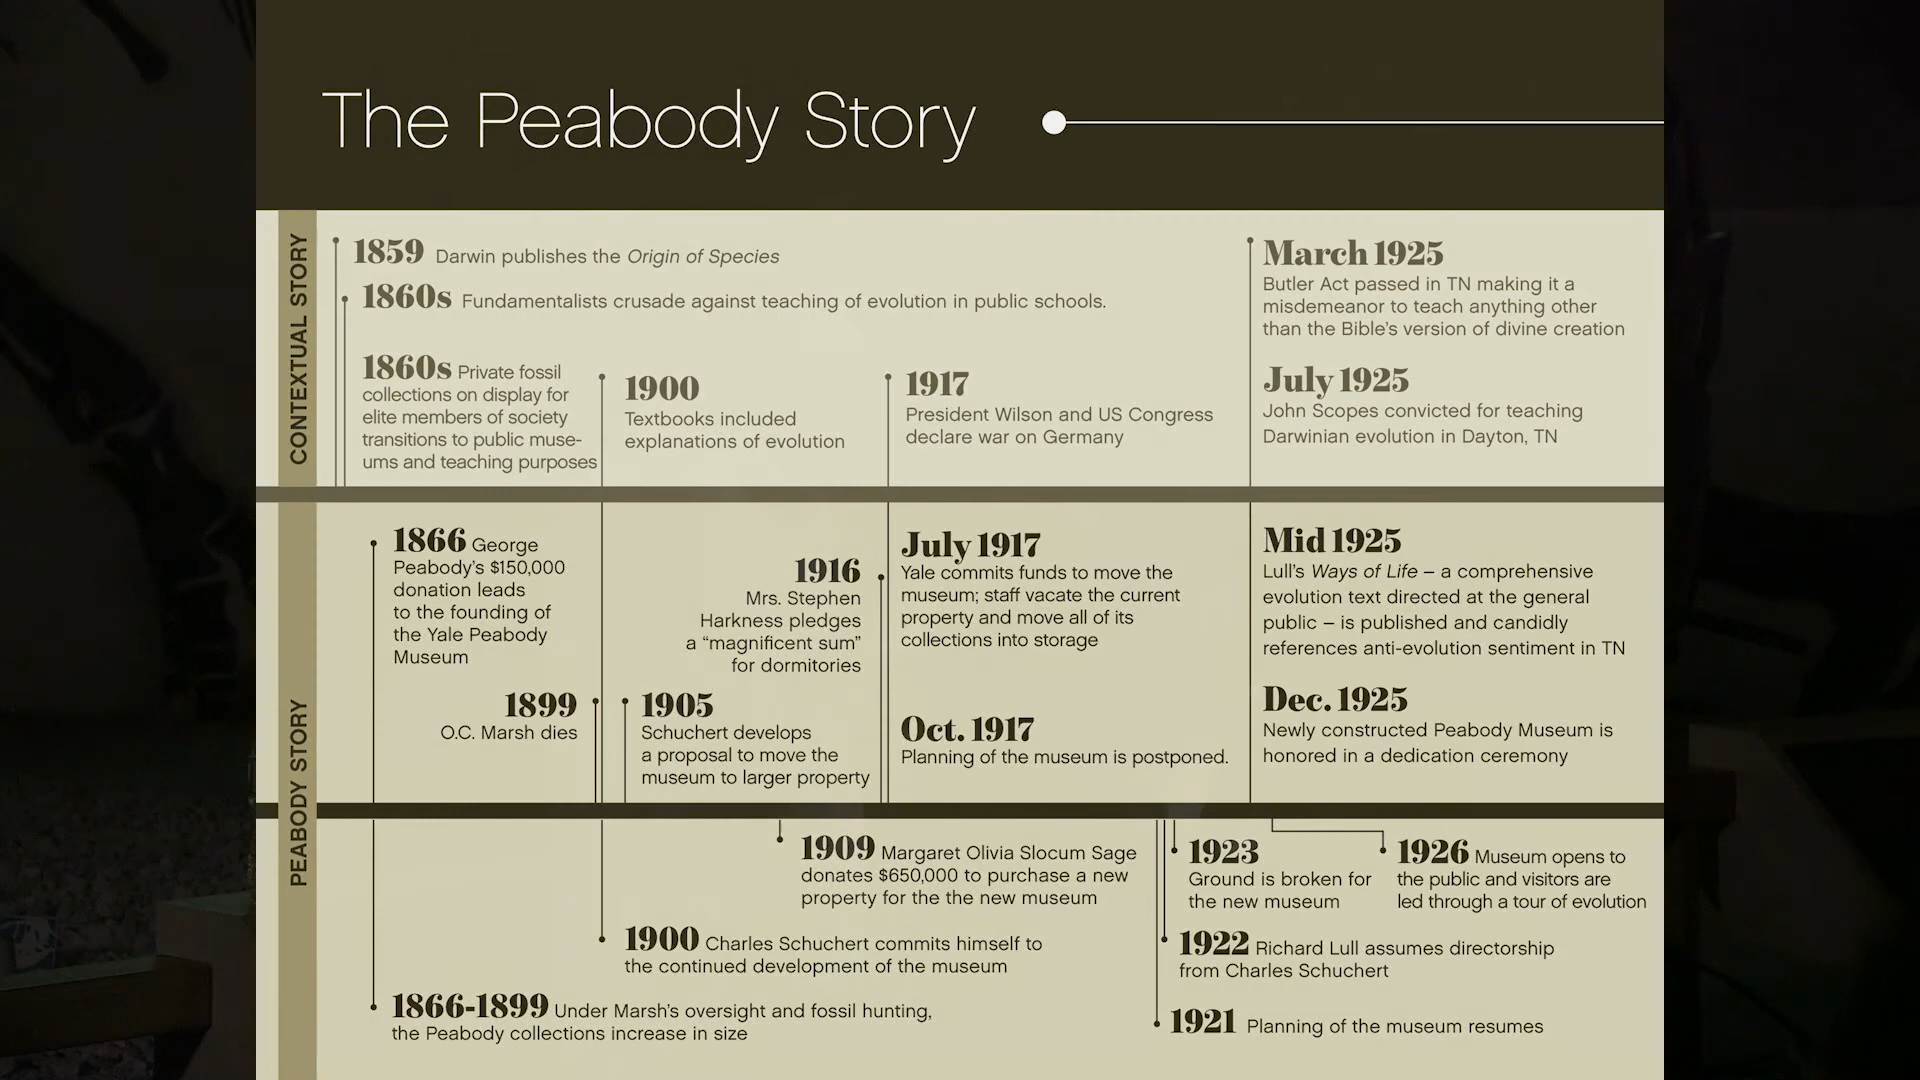 The Peabody Story
CONTEXTUAL STORY
1859 Darwin publishes the Origin of Species
1860s Fundamentalists crusade against teaching of evolution in public schools.
1860s Private fossil
collections on display for
elite members of society
transitions to public muse-
ums and teaching purposes
1900
Textbooks included
explanations of evolution
1917
President Wilson and US Congress
declare war on Germany
March 1925
Butler Act passed in TN making it a
misdemeanor to teach anything other
than the Bible's version of divine creation
July 1925
John Scopes convicted for teaching
Darwinian evolution in Dayton, TN
PEABODY STORY
1866 George
Peabody's $150,000
donation leads
to the founding of
the Yale Peabody
Museum
1899
O.C. Marsh dies
1905
Schuchert develops
a proposal to move the
museum to larger property
1916
Mrs. Stephen
Harkness pledges
a “magnificent sum”
for dormitories
July 1917
Yale commits funds to move the
museum; staff vacate the current
property and move all of its
collections into storage
Oct. 1917
Planning of the museum is postponed.
Mid 1925
Lull's Ways of Life – a comprehensive
evolution text directed at the general
public – is published and candidly
references anti-evolution sentiment in TN
Dec. 1925
Newly constructed Peabody Museum is
honored in a dedication ceremony
1909 Margaret Olivia Slocum Sage
donates $650,000 to purchase a new
property for the the new museum
1900 Charles Schuchert commits himself to
the continued development of the museum
1866-1899 Under Marsh's oversight and fossil hunting,
the Peabody collections increase in size
1923
Ground is broken for
the new museum
1926 Museum opens to
the public and visitors are
led through a tour of evolution
1922 Richard Lull assumes directorship
from Charles Schuchert
1921 Planning of the museum resumes